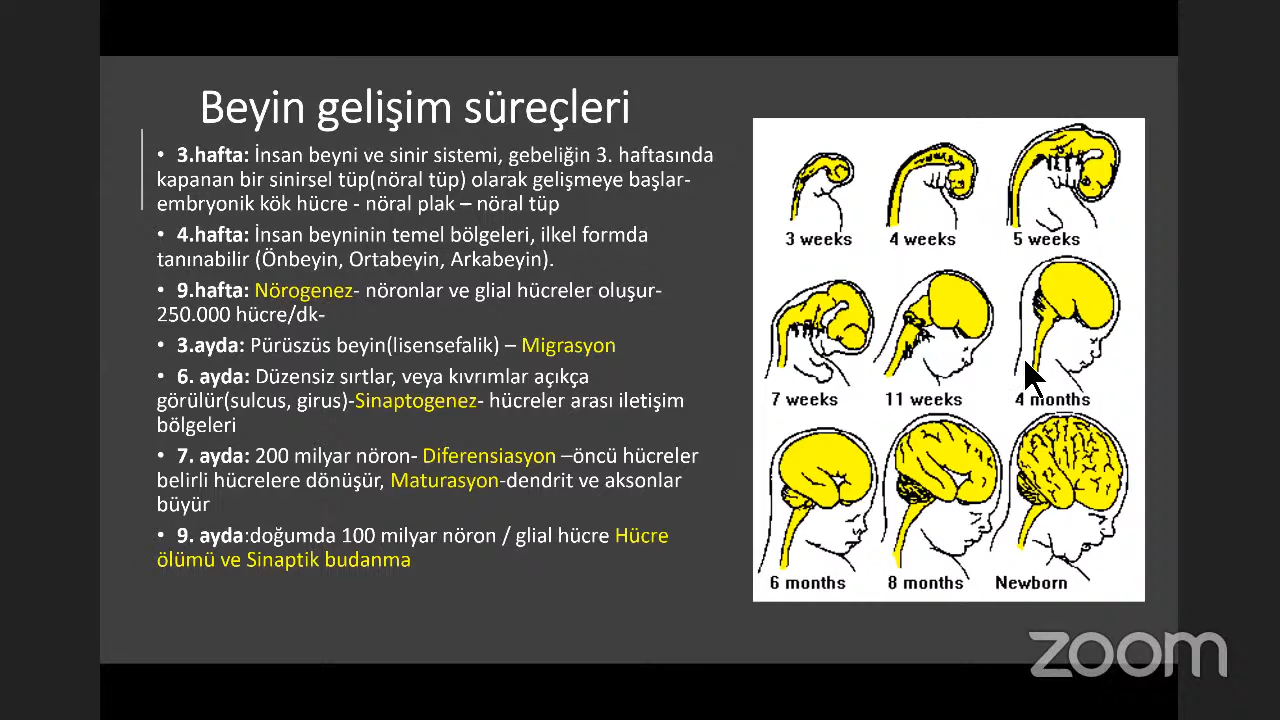 Beyin gelişim süreçleri
• 3.hafta: İnsan beyni ve sinir sistemi, gebeliğin 3. haftasında
kapanan bir sinirsel tüp(nöral tüp) olarak gelişmeye başlar-
embryonik kök hücre - nöral plak – nöral tüp
• 4.hafta: İnsan beyninin temel bölgeleri, ilkel formda
tanınabilir (Önbeyin, Ortabeyin, Arkabeyin).
• 9.hafta: Nörogenez- nöronlar ve glial hücreler oluşur-
250.000 hücre/dk-
• 3.ayda: Pürüszüs beyin(lisensefalik) – Migrasyon
• 6. ayda: Düzensiz sırtlar, veya kıvrımlar açıkça
görülür(sulcus, girus)-Sinaptogenez- hücreler arası iletişim
bölgeleri
• 7. ayda: 200 milyar nöron- Diferensiasyon –öncü hücreler
belirli hücrelere dönüşür, Maturasyon-dendrit ve aksonlar
büyür
• 9. ayda:doğumda 100 milyar nöron / glial hücre Hücre
ölümü ve Sinaptik budanma
3 weeks
4 weeks
5 weeks
7 weeks
11 weeks
4 months
6 months
8 months
Newborn
zoom